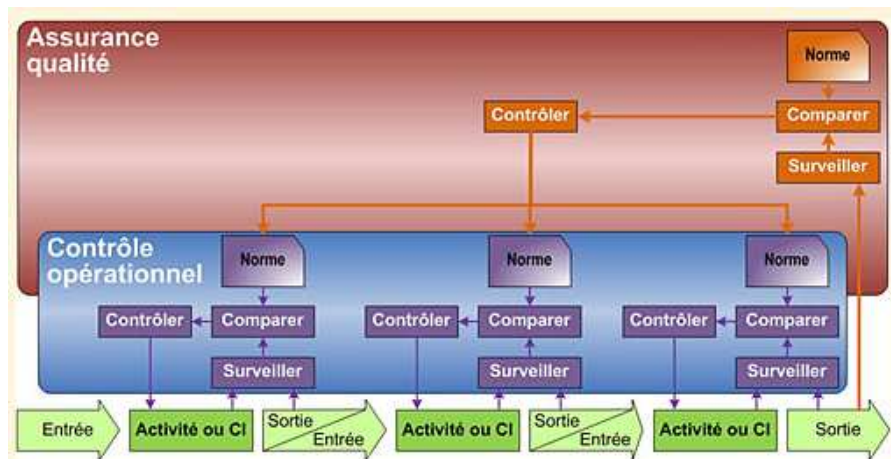 Assurance
qualité
Norme
Contrôler
Comparer
Surveiller
Contrôle
opérationnel
Norme
Norme
Norme
Contrôler
Comparer
Contrôler
Comparer
Contrôler
Comparer
Surveiller
Surveiller
Surveiller
Entrée
Activité ou CI
Sortie
Entrée
Activité ou CI
Sortie
Entrée
Activité ou CI
Sortie